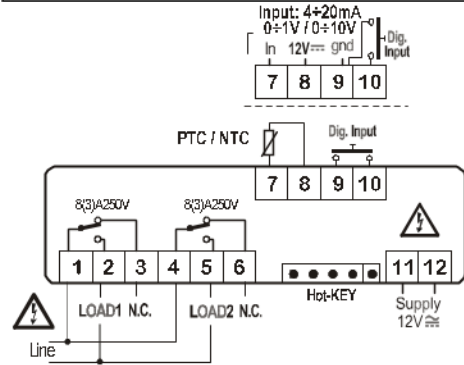 Input: 4÷20mA
0÷1V / 0÷10V
In 12V⎓ gnd
Dig.
Input
7 8 9 10
PTC / NTC
Dig. Input
7 8 9 10
8(3)A250V 8(3)A250V
1 2 3 4 5 6 11 12
LOAD1 N.C. LOAD2 N.C.
Hot-KEY
Supply
12V≂
Line